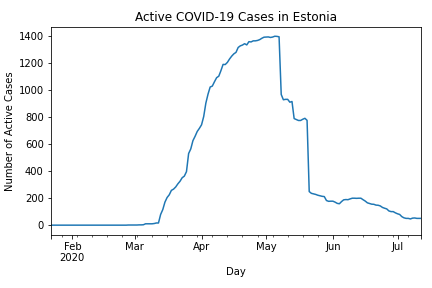 Active COVID-19 Cases in Estonia
Number of Active Cases
1400
1200
1000
800
600
400
200
0
Feb
2020
Mar
Apr
May
Jun
Jul
Day